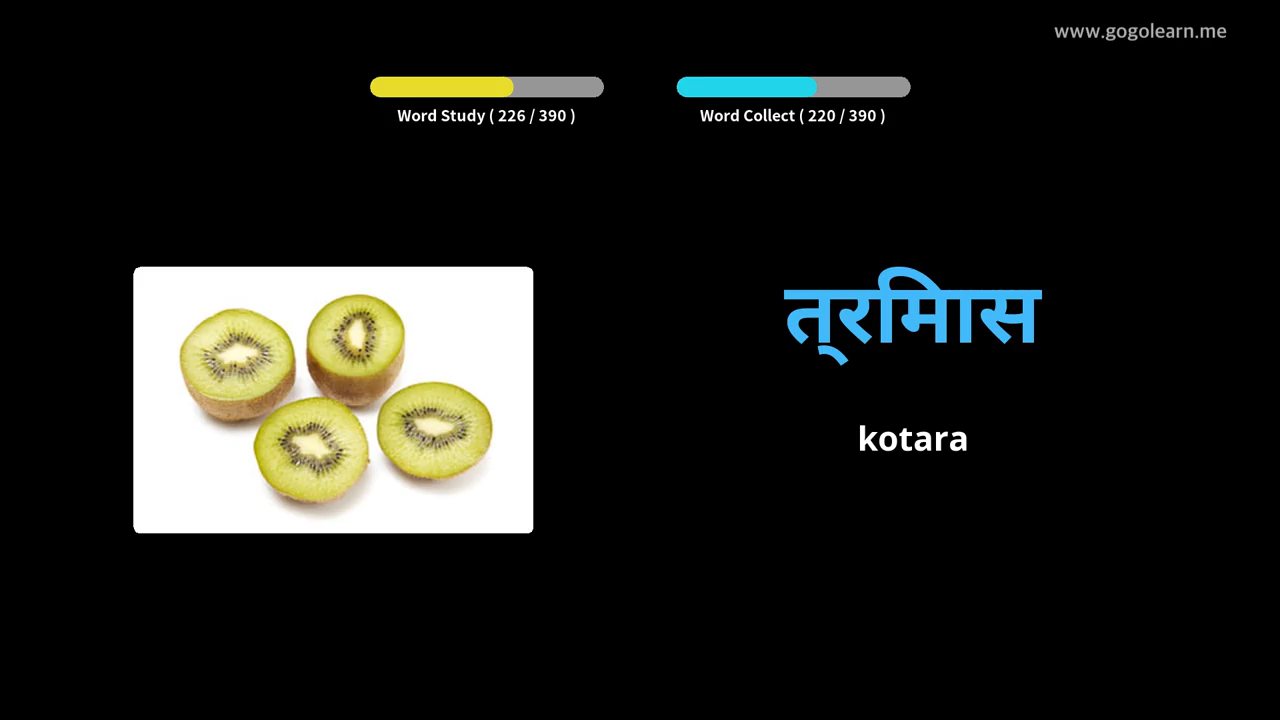 www.gogolearn.me
Word Study ( 226 / 390 )
Word Collect ( 220 / 390 )
त्रमिास
kotara